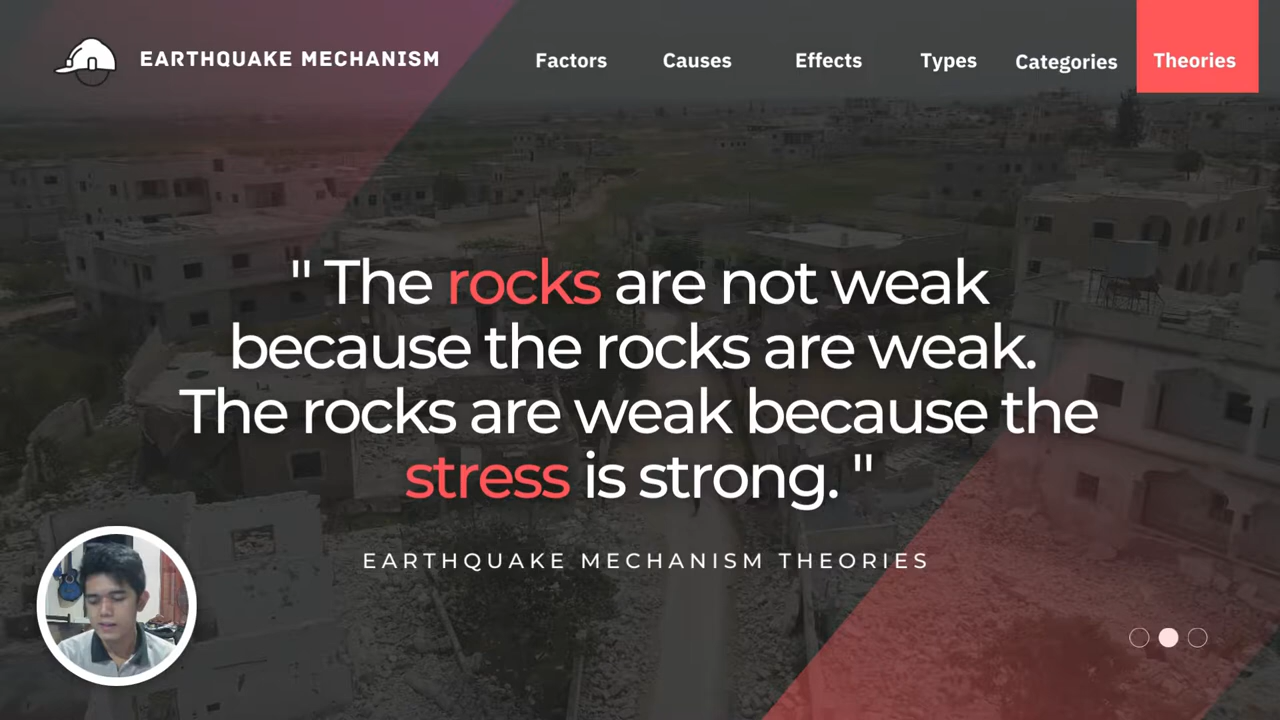 EARTHQUAKE MECHANISM
Factors
Causes
Effects
Types
Categories
Theories
" The rocks are not weak
because the rocks are weak.
The rocks are weak because the
stress is strong. "
EARTHQUAKE MECHANISM THEORIES